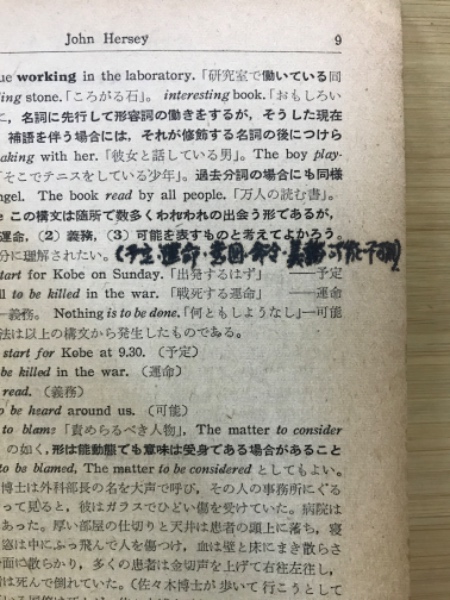 John Hersey 9
working in the laboratory.「研究室で働いている同
ing stone.「ころがる石」。 interesting book.「おもしろい
に, 名詞に先行して形容詞の働きをするが, そうした現在
補語を伴う場合には, それが修飾する名詞の後につけら
aking with her.「彼女と話している男」。The boy play-
「そこでテニスをしている少年」。過去分詞の場合にも同様
ngel. The book read by all people.「万人の読む書」。
e この構文は随所で数多くわれわれの出会う形であるが,
運命, (2) 義務, (3) 可能を表すものと考えてよかろう。
分に理解されたい。(予定・運命・意図・命令・義務・可能・不可能)
start for Kobe on Sunday.「出発するはず」 ——予定
ll to be killed in the war.「戦死する運命」 ——運命
—義務。 Nothing is to be done.「何ともしようなし」—可能
法は以上の構文から発生したものである。
start for Kobe at 9.30. (予定)
be killed in the war. (運命)
read. (義務)
to be heard around us. (可能)
to blame「責めらるべき人物」, The matter to consider
の如く, 形は能動態でも意味は受身である場合があること
to be blamed, The matter to be considered としてもよい。
博士は外科部長の名を大声で呼び, その人の事務所にぐる
って見ると, 彼はガラスでひどい傷を受けていた。病院は
あった。厚い部屋の仕切りと天井は患者の頭上に落ち, 寝
窓は中にふっ飛んで人を傷つけ, 血は壁と床にまき散らさ
面に散らかり, 多くの患者は金切声を上げて右往左往し,
者は死んで倒れていた。(佐々木博士が 歩いて 行こうとして